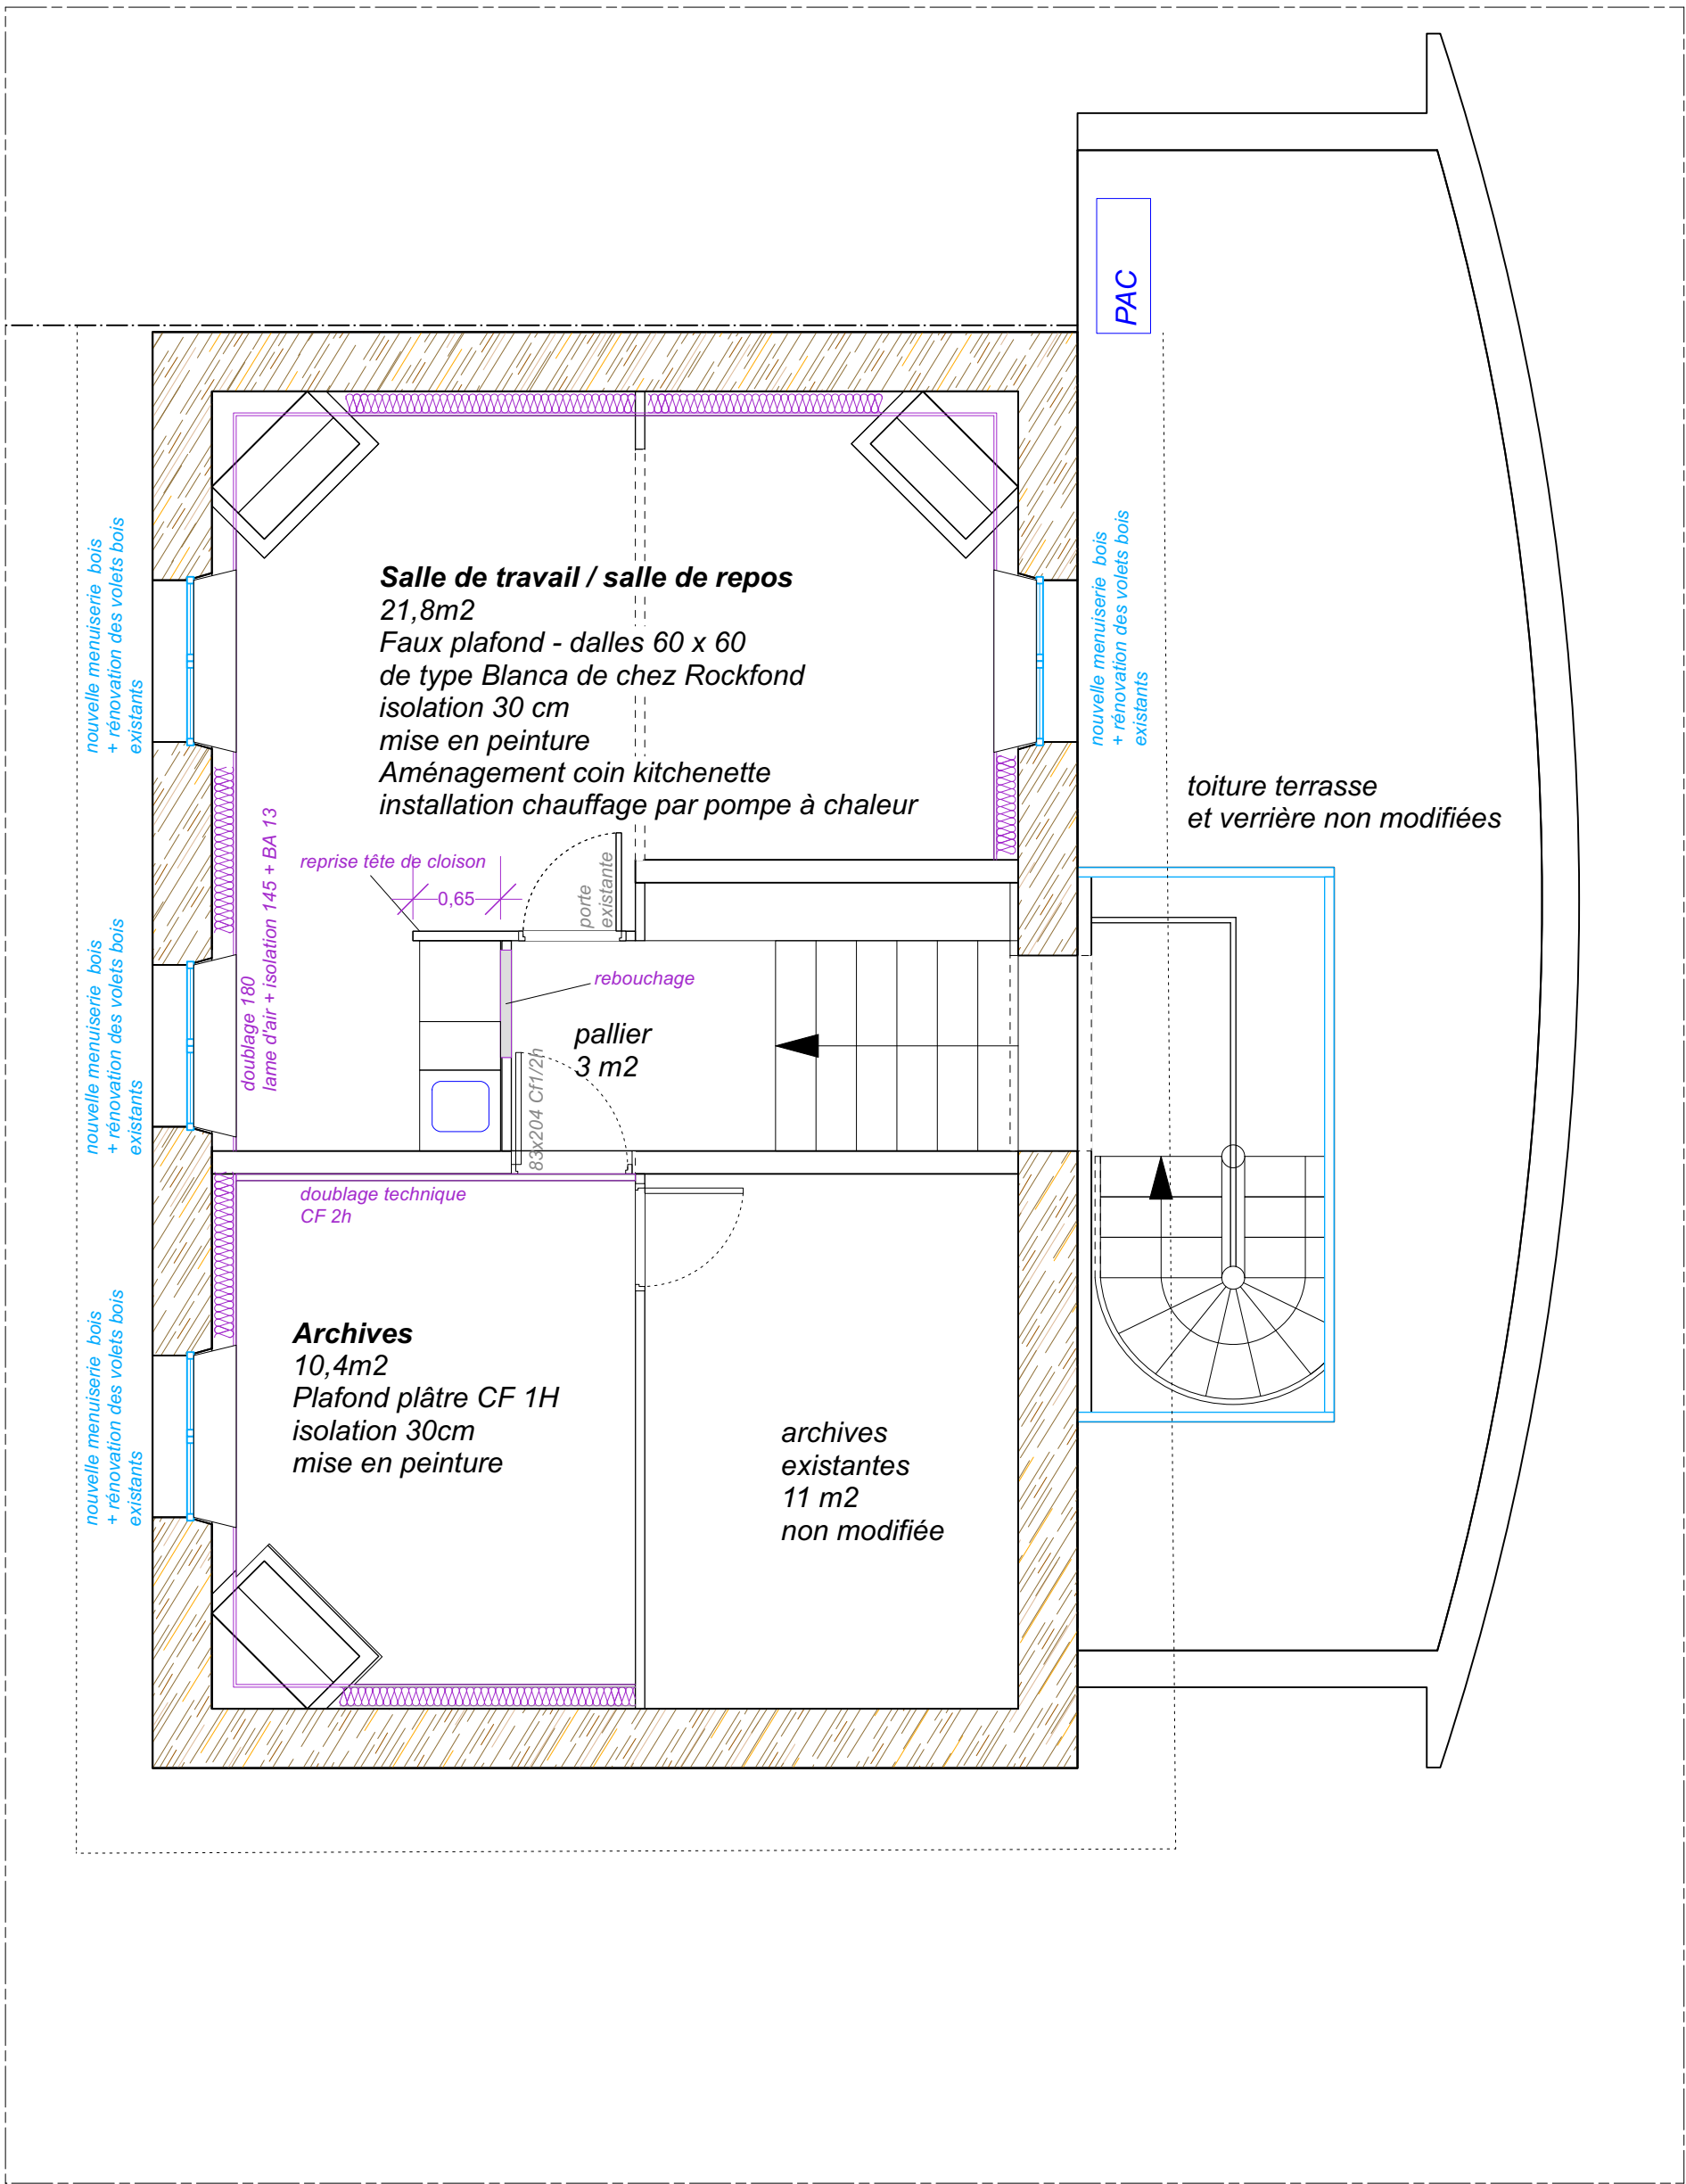 PAC
nouvelle menuiserie bois
+ rénovation des volets bois
existants
nouvelle menuiserie bois
+ rénovation des volets bois
existants
Salle de travail / salle de repos
21,8m2
Faux plafond - dalles 60 x 60
de type Blanca de chez Rockfond
isolation 30 cm
mise en peinture
Aménagement coin kitchenette
installation chauffage par pompe à chaleur
toiture terrasse
et verrière non modifiées
doublage 180
lame d'air + isolation 145 + BA 13
reprise tête de cloison
0,65
porte
existante
rebouchage
pallier
3 m2
83x204 Cf1/2h
nouvelle menuiserie bois
+ rénovation des volets bois
existants
doublage technique
CF 2h
nouvelle menuiserie bois
+ rénovation des volets bois
existants
Archives
10,4m2
Plafond plâtre CF 1H
isolation 30cm
mise en peinture
archives
existantes
11 m2
non modifiée